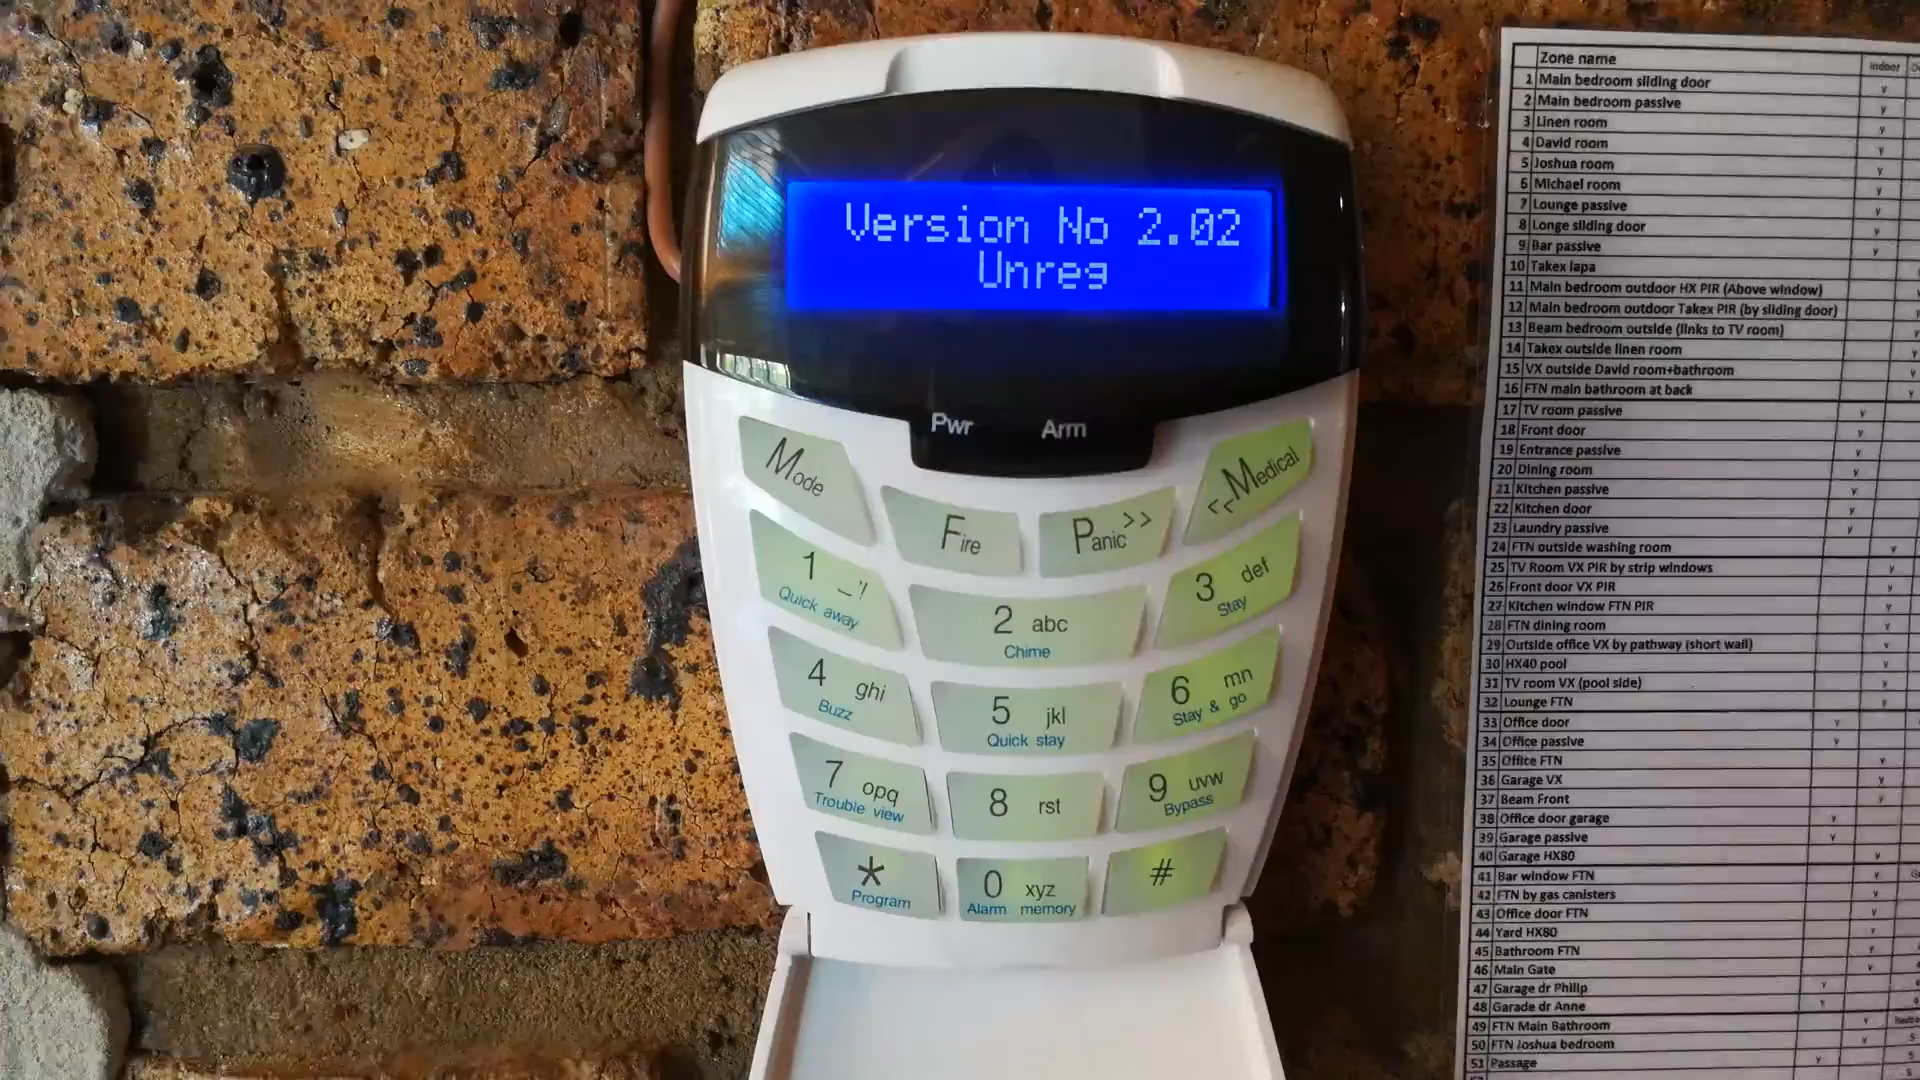 Version No 2.02
Unreg
Pwr
Arm
Mode
Fire
Panic >>
<<Medical
1 _'!
Quick away
2 abc
Chime
3 def
Stay
4 ghi
Buzz
5 jkl
Quick stay
6 mn
Stay & go
7 opq
Trouble view
8 rst
9 uvw
Bypass
*
Program
0 xyz
Alarm memory
#
Zone name
Indoor
1 Main bedroom sliding door y
2 Main bedroom passive y
3 Linen room y
4 David room y
5 Joshua room y
6 Michael room y
7 Lounge passive y
8 Longe sliding door y
9 Bar passive y
10 Takex lapa
11 Main bedroom outdoor HX PIR (Above window)
12 Main bedroom outdoor Takex PIR (by sliding door)
13 Beam bedroom outside (links to TV room)
14 Takex outside linen room
15 VX outside David room+bathroom y
16 FTN main bathroom at back y
17 TV room passive y
18 Front door y
19 Entrance passive y
20 Dining room y
21 Kitchen passive y
22 Kitchen door y
23 Laundry passive y
24 FTN outside washing room y
25 TV Room VX PIR by strip windows y
26 Front door VX PIR y
27 Kitchen window FTN PIR y
28 FTN dining room y
29 Outside office VX by pathway (short wall) y
30 HX40 pool y
31 TV room VX (pool side) y
32 Lounge FTN y
33 Office door y
34 Office passive y
35 Office FTN y
36 Garage VX y
37 Beam Front y
38 Office door garage y
39 Garage passive y
40 Garage HX80 y
41 Bar window FTN y
42 FTN by gas canisters y
43 Office door FTN y
44 Yard HX80 y
45 Bathroom FTN y
46 Main Gate y
47 Garage dr Philip y
48 Garade dr Anne y
49 FTN Main Bathroom y
50 FTN Joshua bedroom y
51 Passage y